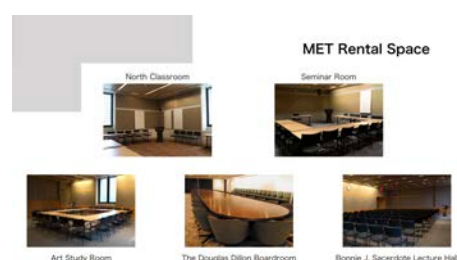 MET Rental Space
North Classroom
Seminar Room
Art Study Room
The Douglas Dillon Boardroom
Bonnie J. Sacerdote Lecture Hall